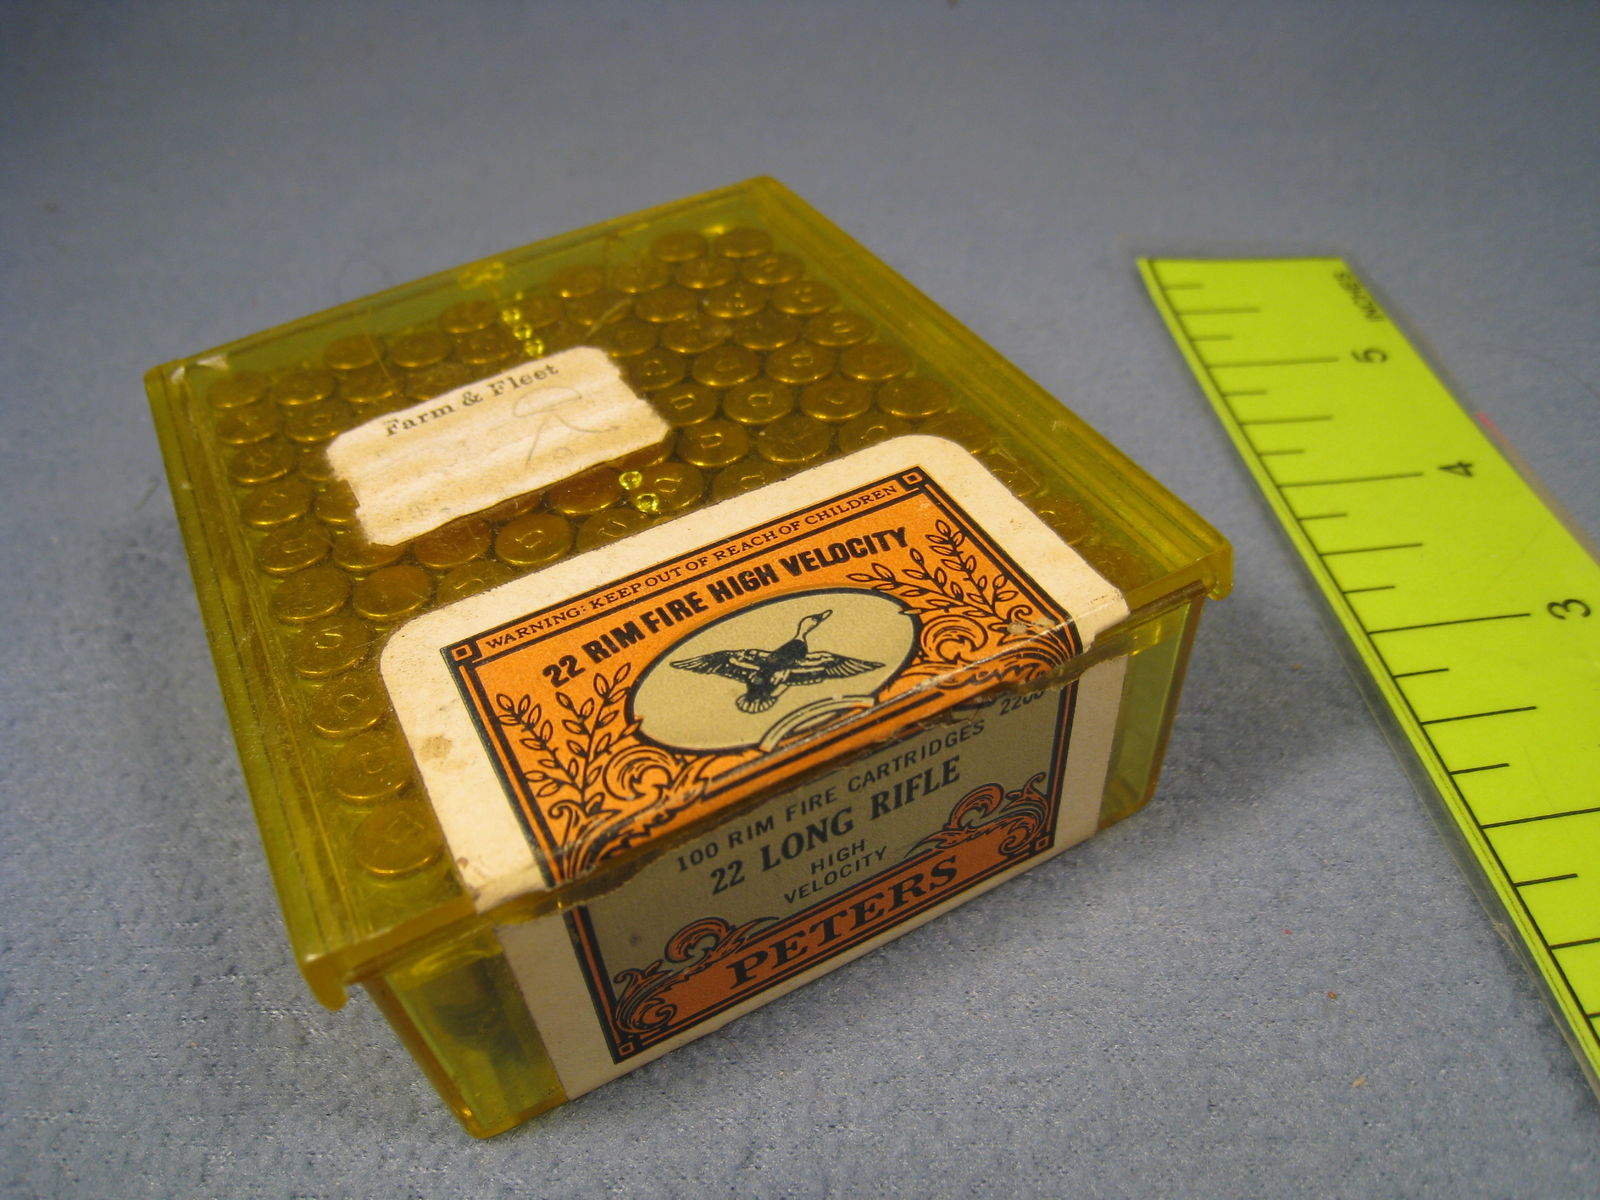 Farm & Fleet
WARNING: KEEP OUT OF REACH OF CHILDREN
22 RIM FIRE HIGH VELOCITY
100 RIM FIRE CARTRIDGES
22 LONG RIFLE
HIGH
VELOCITY
PETERS
INCHES
5
4
3